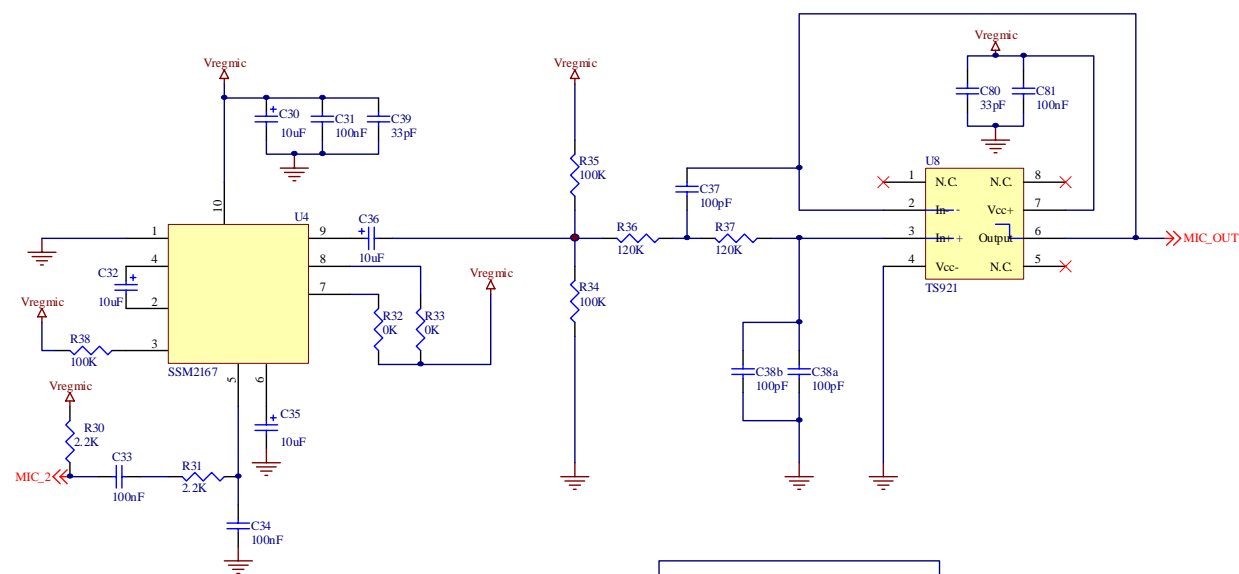 Vregmic
C30
10uF
C31
100nF
C39
33pF
10
U4
1
4
2
3
9
8
7
5
6
SSM2167
C32
10uF
Vregmic
R38
100K
Vregmic
R30
2.2K
MIC_2
C33
100nF
R31
2.2K
C34
100nF
C35
10uF
C36
10uF
R32
0K
R33
0K
Vregmic
Vregmic
R35
100K
R34
100K
R36
120K
C37
100pF
R37
120K
C38b
100pF
C38a
100pF
Vregmic
C80
33pF
C81
100nF
U8
1
N.C.
N.C.
8
2
In- -
Vcc+
7
3
In+ +
Output
6
4
Vcc-
N.C.
5
TS921
MIC_OUT